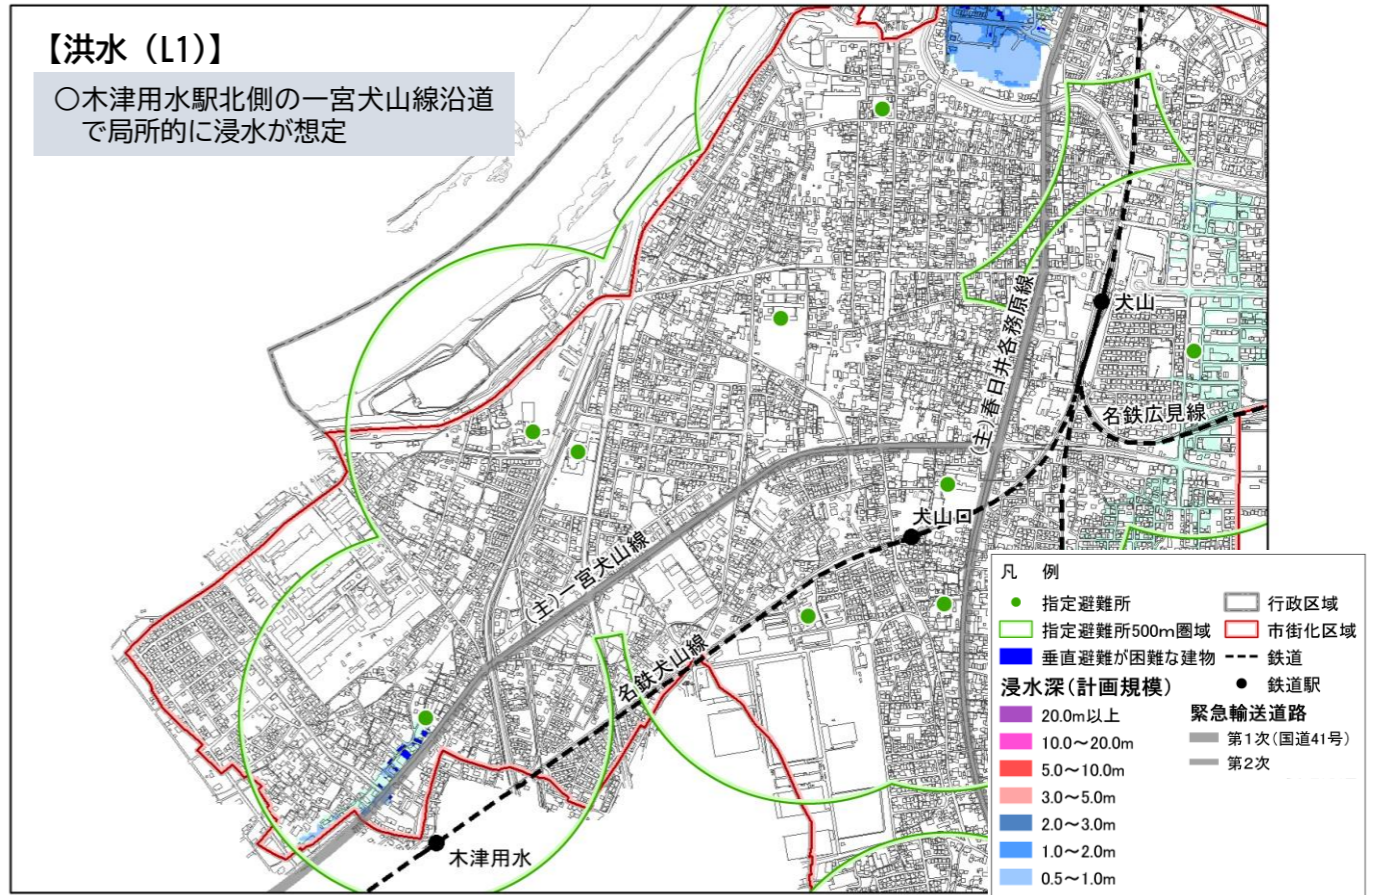 【洪水（L1）】
〇木津用水駅北側の一宮犬山線沿道
で局所的に浸水が想定
犬山
(主)春日井各務原線
名鉄広見線
犬山口
(主)一宮犬山線
名鉄犬山線
木津用水
凡　例
指定避難所
指定避難所500m圏域
垂直避難が困難な建物
浸水深(計画規模)
20.0m以上
10.0～20.0m
5.0～10.0m
3.0～5.0m
2.0～3.0m
1.0～2.0m
0.5～1.0m
行政区域
市街化区域
鉄道
鉄道駅
緊急輸送道路
第1次(国道41号)
第2次